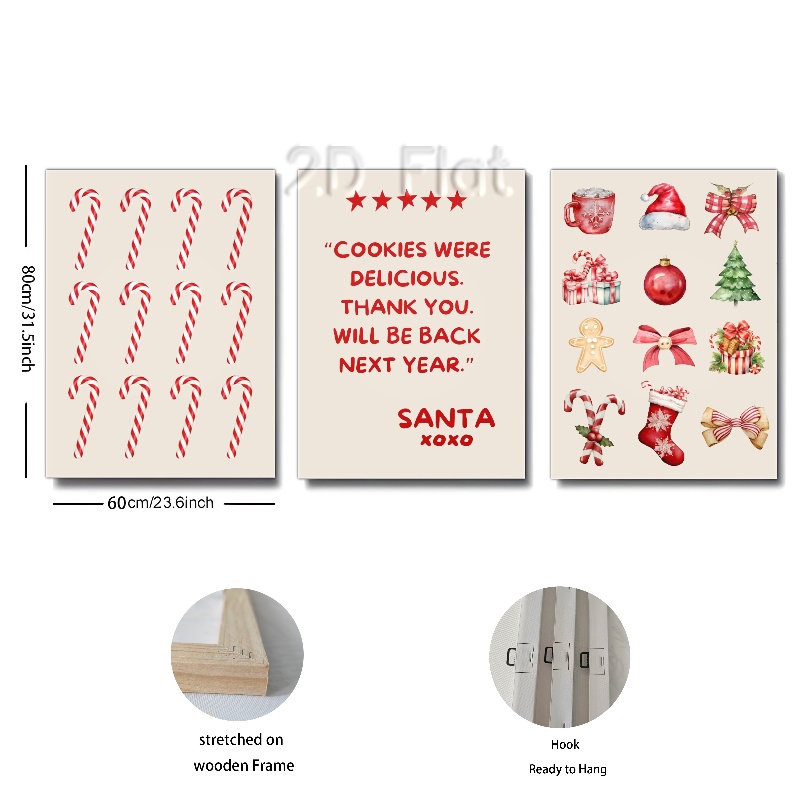 2.D Flat.
“COOKIES WERE
DELICIOUS.
THANK YOU.
WILL BE BACK
NEXT YEAR.”
SANTA
xoxo
80cm/31.5inch
60cm/23.6inch
stretched on
wooden Frame
Hook
Ready to Hang